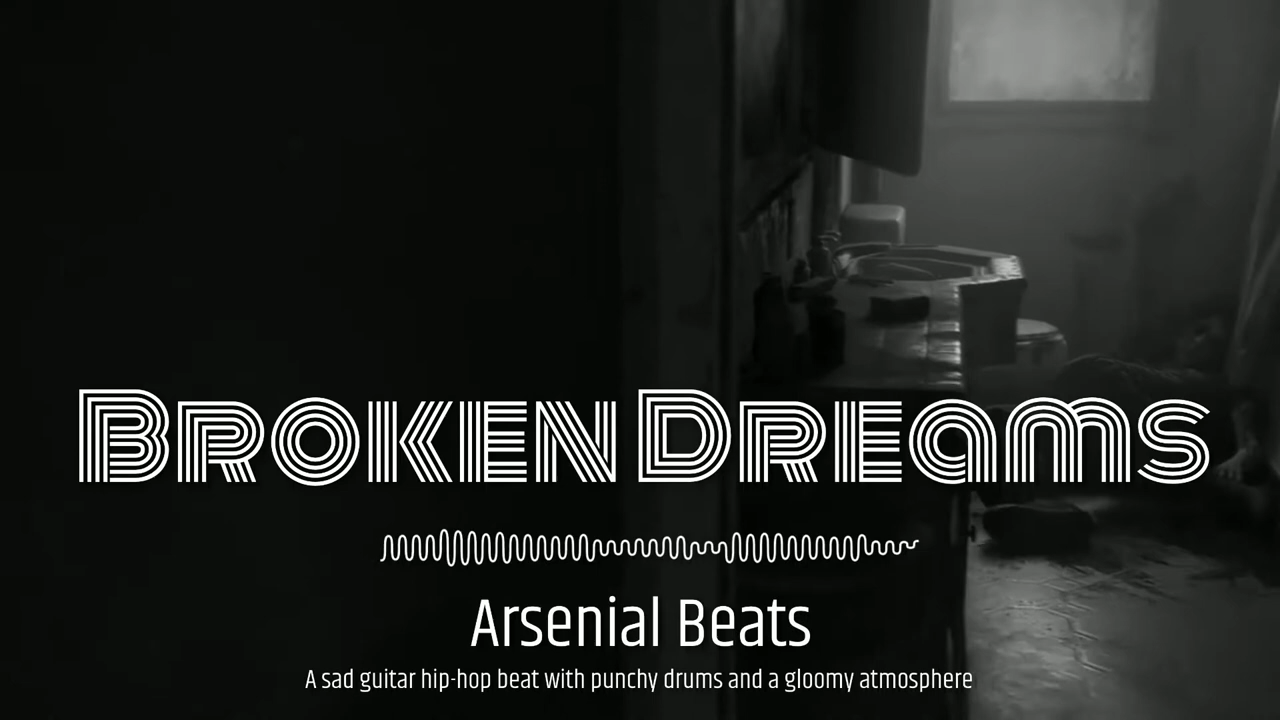 Broken Dreams
Arsenial Beats
A sad guitar hip-hop beat with punchy drums and a gloomy atmosphere